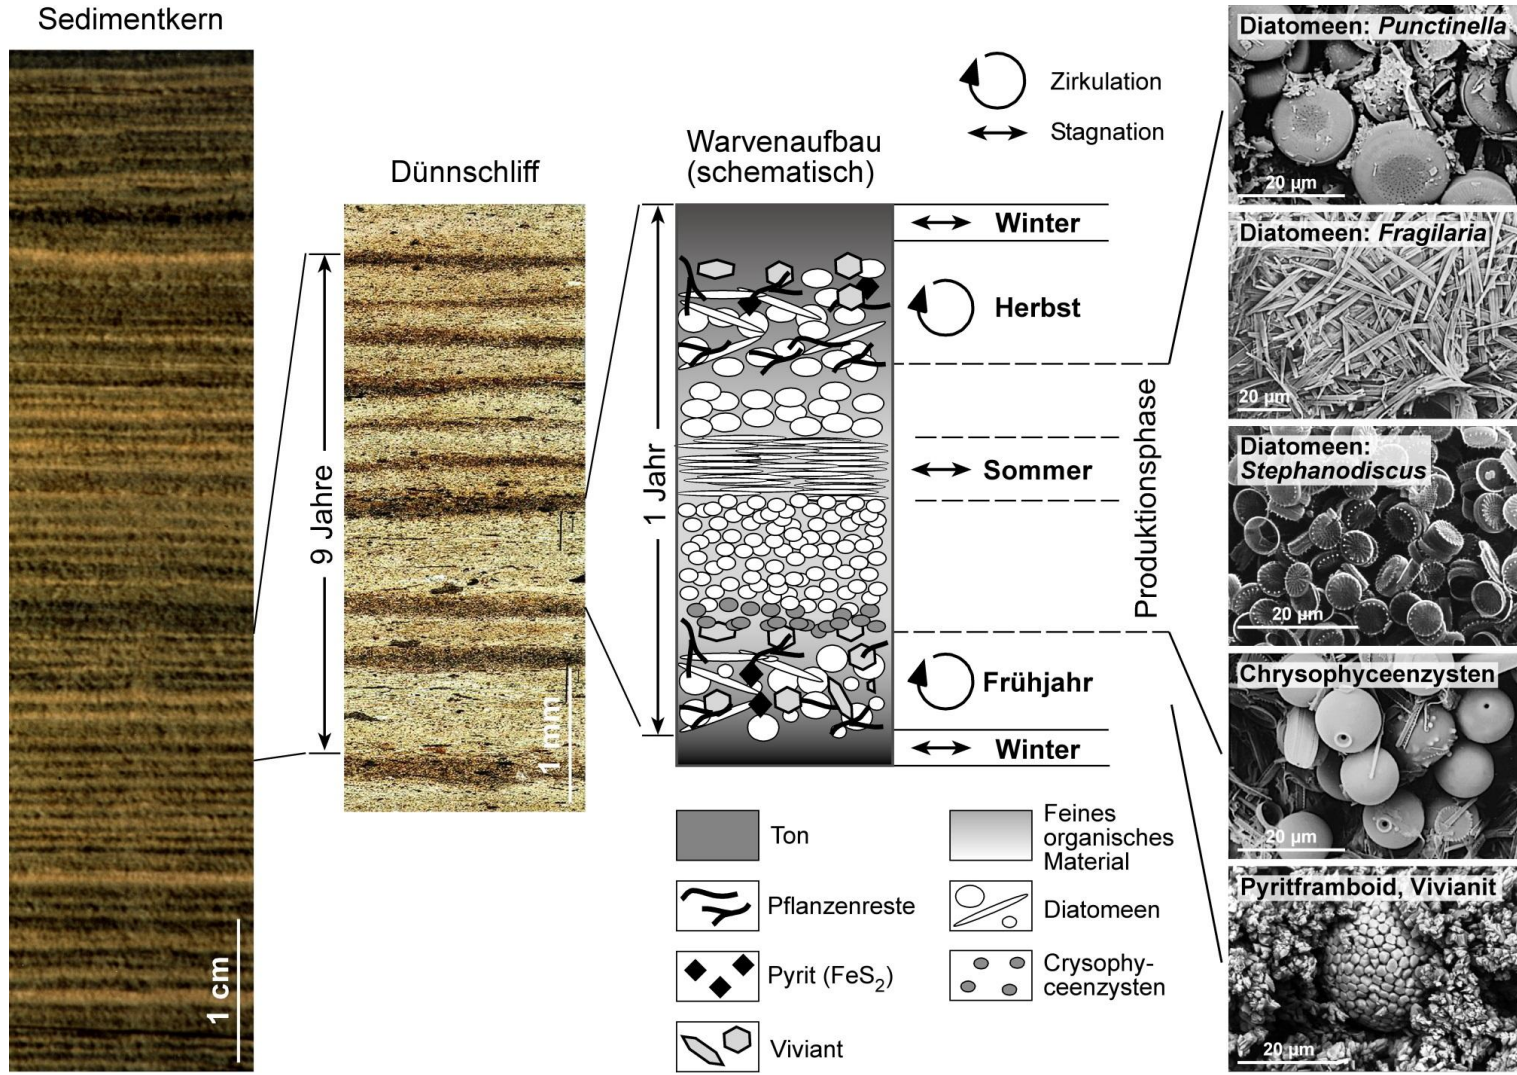 Sedimentkern
1 cm
Dünnschliff
9 Jahre
1 mm
Warvenaufbau
(schematisch)
1 Jahr
Zirkulation
Stagnation
Winter
Herbst
Sommer
Frühjahr
Winter
Produktionsphase
Ton
Pflanzenreste
Pyrit (FeS₂)
Viviant
Feines
organisches
Material
Diatomeen
Crysophy-
ceenzysten
Diatomeen: Punctinella
20 µm
Diatomeen: Fragilaria
20 µm
Diatomeen:
Stephanodiscus
20 µm
Chrysophyceenzysten
20 µm
Pyritframboid, Vivianit
20 µm